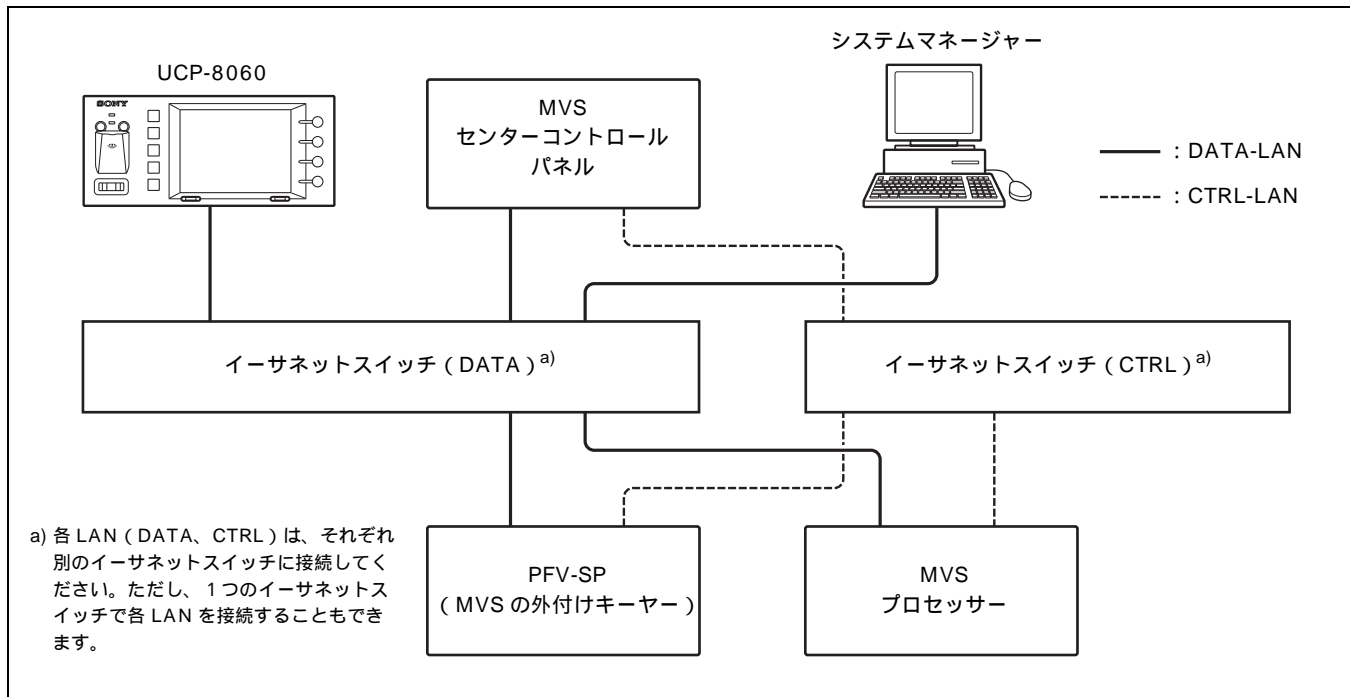 システムマネージャー
UCP-8060
SONY
MVS
センターコントロール
パネル
: DATA-LAN
: CTRL-LAN
イーサネットスイッチ(DATA)a)
イーサネットスイッチ(CTRL)a)
a) 各 LAN(DATA、CTRL)は、それぞれ
別のイーサネットスイッチに接続してく
ださい。ただし、1つのイーサネットス
イッチで各 LAN を接続することもでき
ます。
PFV-SP
(MVS の外付けキーヤー)
MVS
プロセッサー